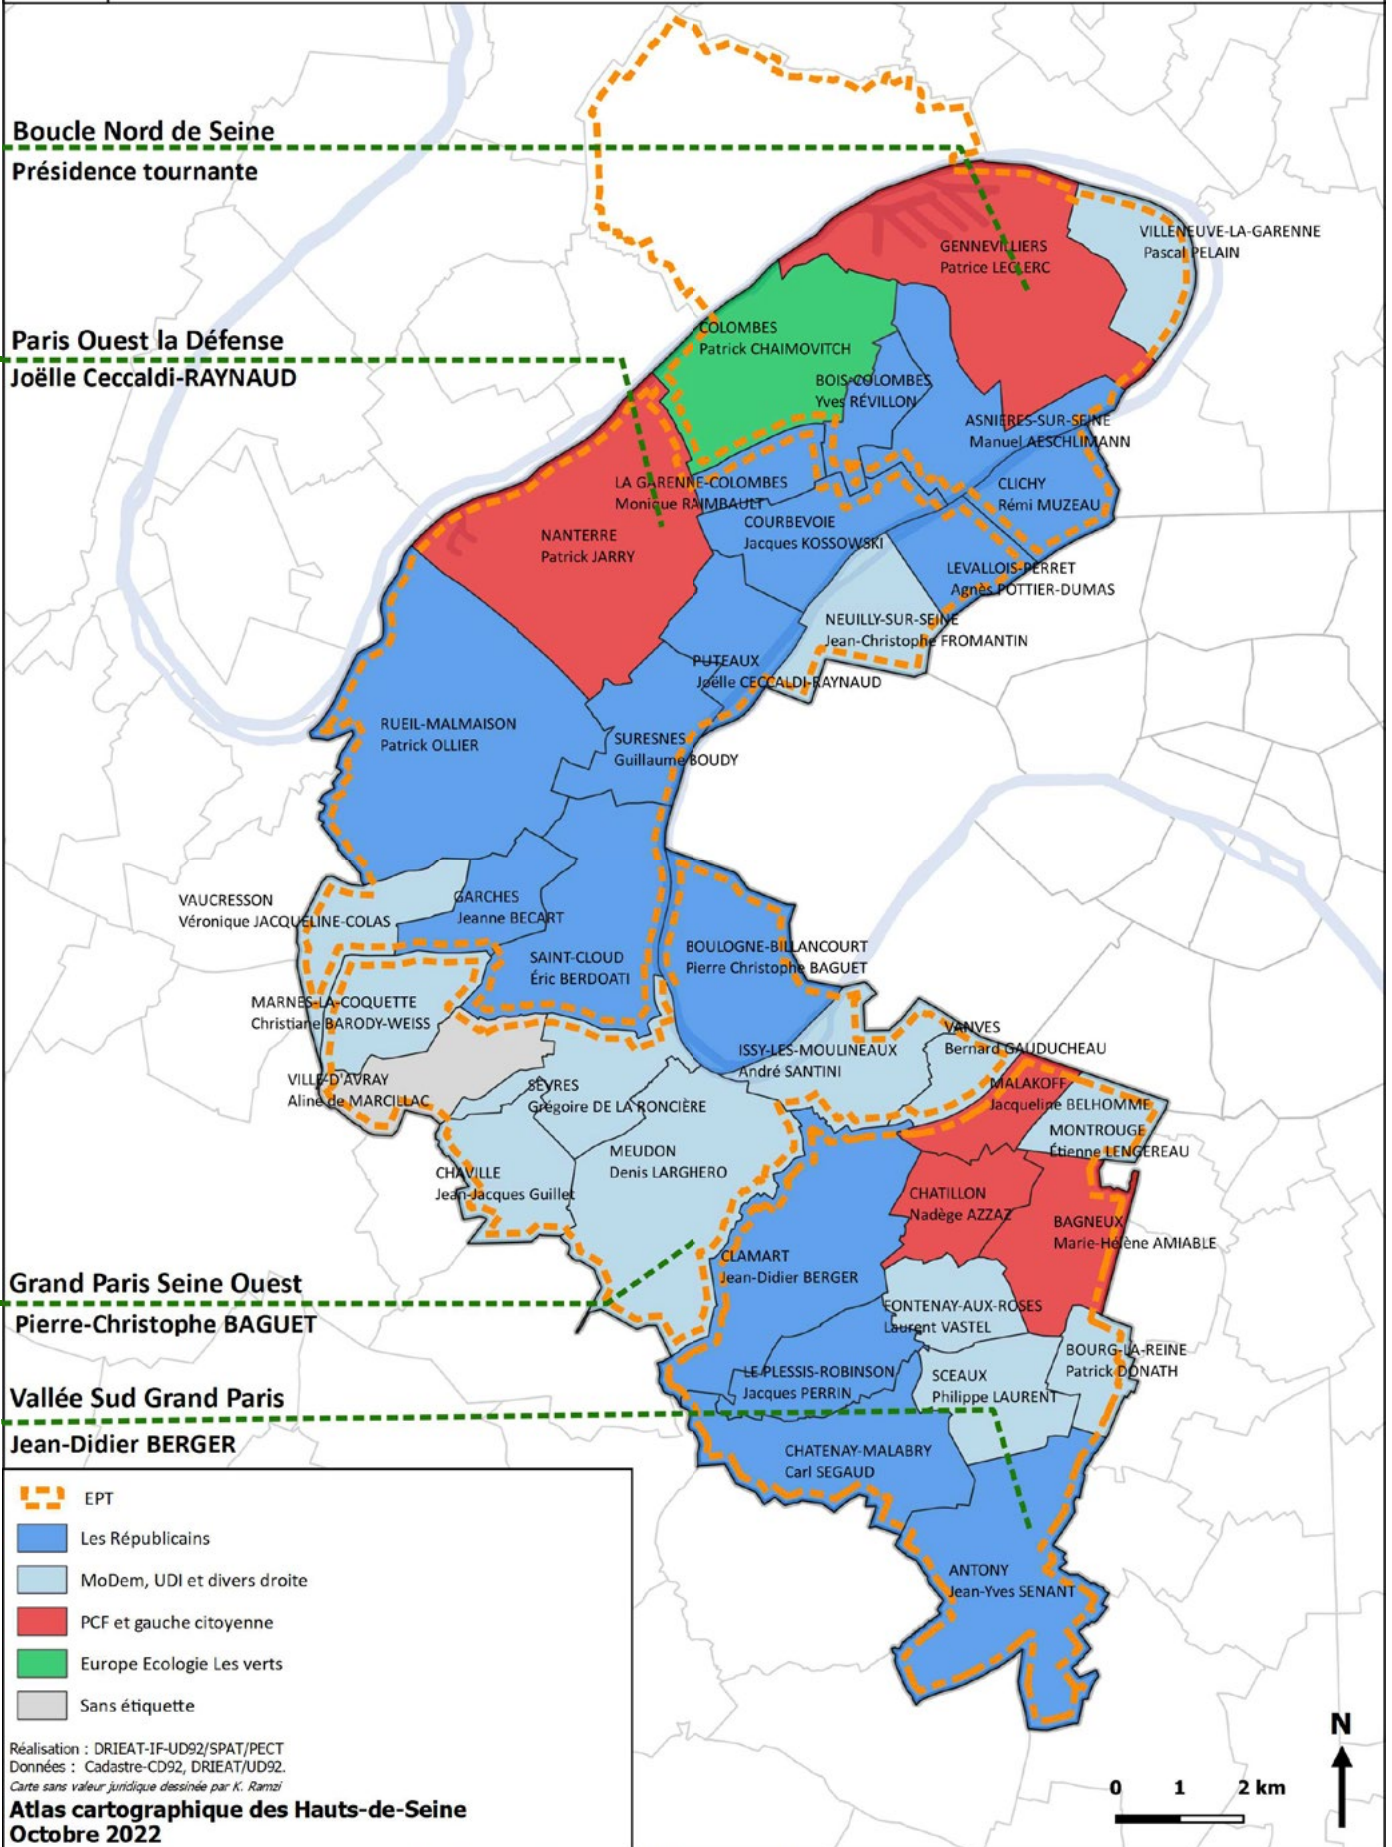 Boucle Nord de Seine
Présidence tournante
VILLENEUVE-LA-GARENNE
Pascal PELAIN
GENNEVILLIERS
Patrice LECLERC
Paris Ouest la Défense
Joëlle Ceccaldi-RAYNAUD
COLOMBES
Patrick CHAIMOVITCH
BOIS-COLOMBES
Yves RÉVILLON
ASNIERES-SUR-SEINE
Manuel AESCHLIMANN
LA GARENNE-COLOMBES
Monique RAIMBAULT
CLICHY
Rémi MUZEAU
COURBEVOIE
Jacques KOSSOWSKI
NANTERRE
Patrick JARRY
LEVALLOIS-PERRET
Agnès POTTIER-DUMAS
NEUILLY-SUR-SEINE
Jean-Christophe FROMANTIN
PUTEAUX
Joëlle CECCALDI-RAYNAUD
RUEIL-MALMAISON
Patrick OLLIER
SURESNES
Guillaume BOUDY
VAUCRESSON
Véronique JACQUELINE-COLAS
GARCHES
Jeanne BECART
SAINT-CLOUD
Éric BERDOATI
BOULOGNE-BILLANCOURT
Pierre Christophe BAGUET
MARNES-LA-COQUETTE
Christiane BARODY-WEISS
VANVES
Bernard GAUDUCHEAU
ISSY-LES-MOULINEAUX
André SANTINI
VILLE-D'AVRAY
Aline de MARCILLAC
SEVRES
Grégoire DE LA RONCIÈRE
MALAKOFF
Jacqueline BELHOMME
MONTROUGE
Étienne LENGEREAU
MEUDON
Denis LARGHERO
CHAVILLE
Jean-Jacques Guillet
CHATILLON
Nadège AZZAZ
BAGNEUX
Marie-Hélène AMIABLE
CLAMART
Jean-Didier BERGER
Grand Paris Seine Ouest
Pierre-Christophe BAGUET
FONTENAY-AUX-ROSES
Laurent VASTEL
BOURG-LA-REINE
Patrick DONATH
LE-PLESSIS-ROBINSON
Jacques PERRIN
SCEAUX
Philippe LAURENT
Vallée Sud Grand Paris
Jean-Didier BERGER
CHATENAY-MALABRY
Carl SEGAUD
ANTONY
Jean-Yves SENANT
EPT
Les Républicains
MoDem, UDI et divers droite
PCF et gauche citoyenne
Europe Ecologie Les verts
Sans étiquette
Réalisation : DRIEAT-IF-UD92/SPAT/PECT
Données : Cadastre-CD92, DRIEAT/UD92.
Carte sans valeur juridique dessinée par K. Ramzi
Atlas cartographique des Hauts-de-Seine
Octobre 2022
N
0 1 2 km